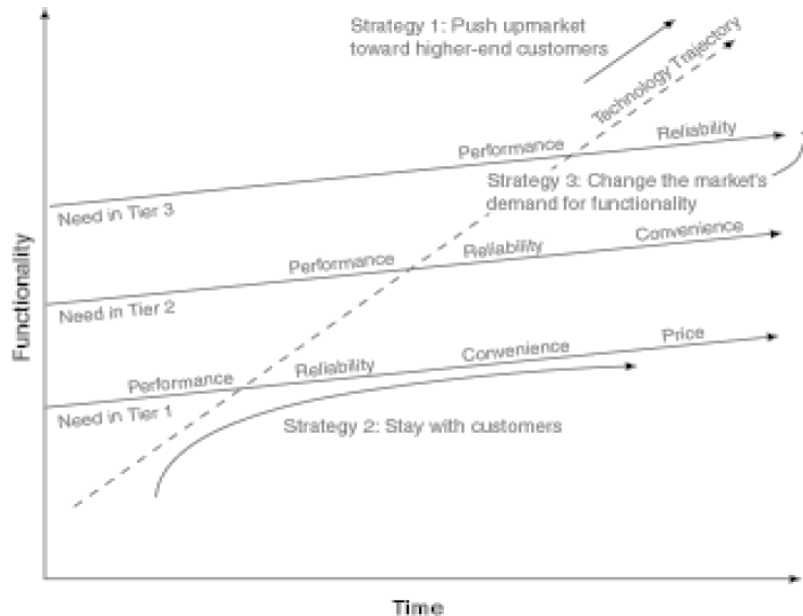 Strategy 1: Push upmarket
toward higher-end customers
Technology Trajectory
Performance
Reliability
Strategy 3: Change the market's
demand for functionality
Need in Tier 3
Performance
Reliability
Convenience
Need in Tier 2
Performance
Reliability
Convenience
Price
Need in Tier 1
Strategy 2: Stay with customers
Functionality
Time